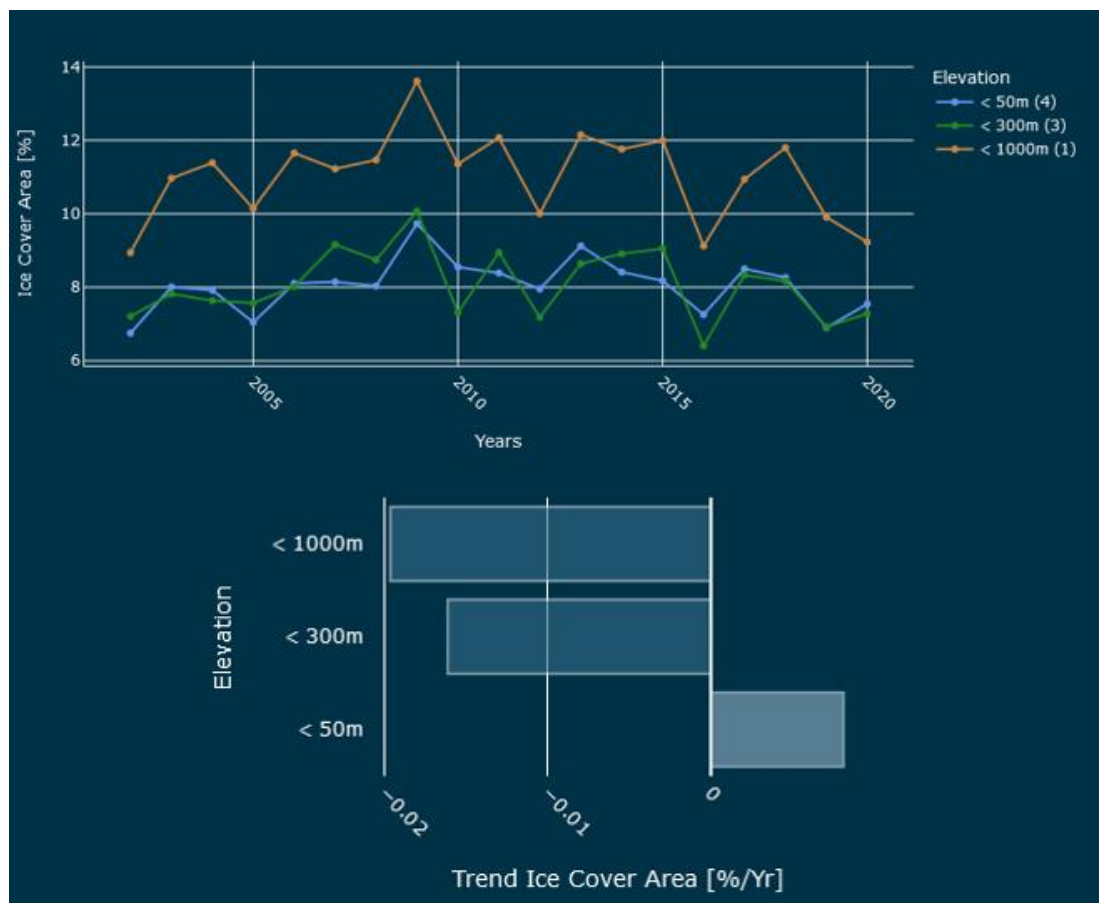 Ice Cover Area [%]
14
12
10
8
6
2005
2010
2015
2020
Years
Elevation
< 50m (4)
< 300m (3)
< 1000m (1)
Elevation
< 1000m
< 300m
< 50m
−0.02
−0.01
0
Trend Ice Cover Area [%/Yr]